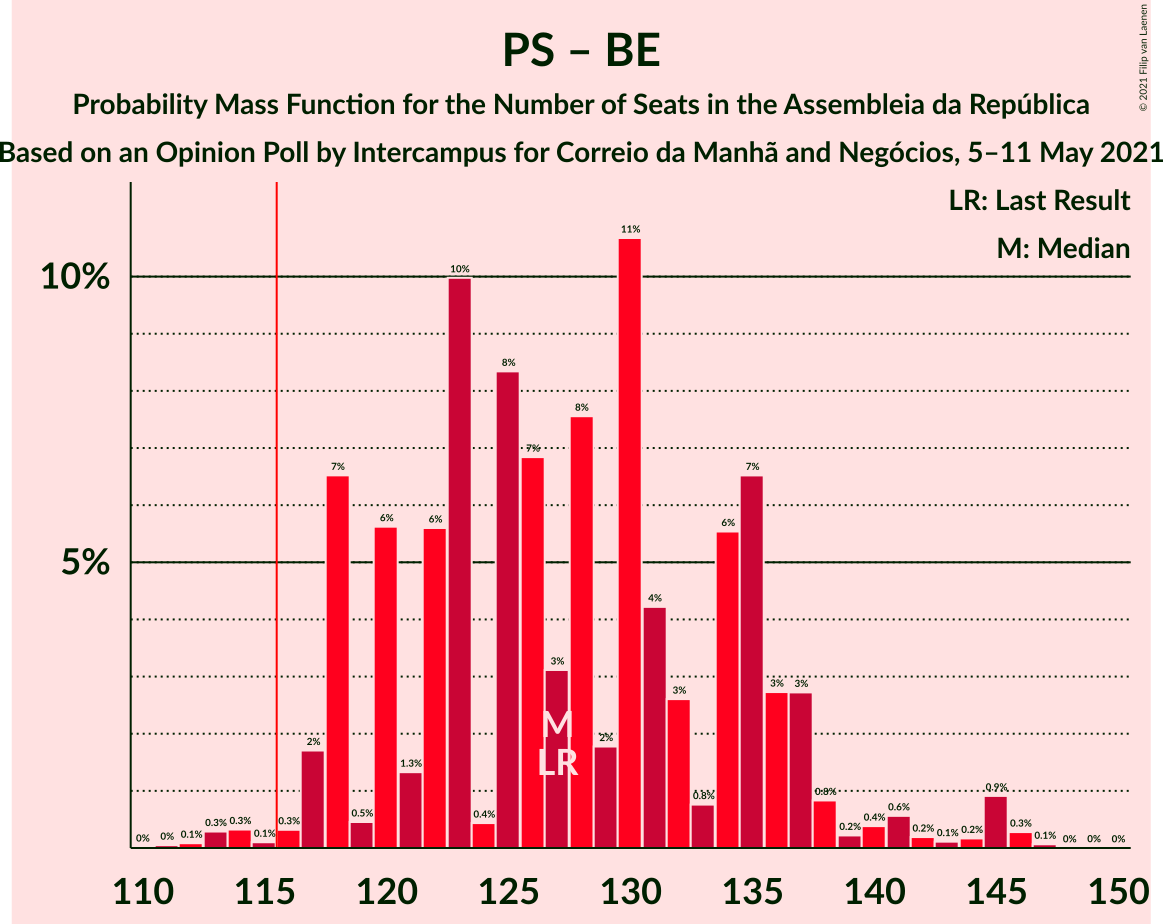 PS – BE
Probability Mass Function for the Number of Seats in the Assembleia da República
Based on an Opinion Poll by Intercampus for Correio da Manhã and Negócios, 5–11 May 2021
© 2021 Filip van Laenen
LR: Last Result
M: Median
10%
5%
0% 0% 0.1% 0.3% 0.3% 0.1% 0.3% 2% 7% 0.5% 6% 1.3% 6% 10% 0.4% 8% 7% 3% 8% 2% 11% 4% 3% 0.8% 6% 7% 3% 3% 0.8% 0.2% 0.4% 0.6% 0.2% 0.1% 0.2% 0.9% 0.3% 0.1% 0% 0% 0%
M
LR
110 115 120 125 130 135 140 145 150